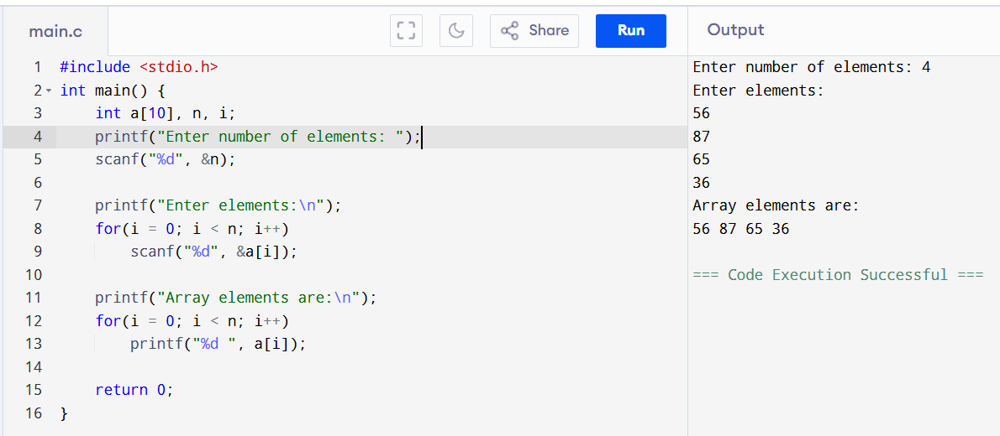 main.c
Share
Run
Output
1 #include <stdio.h>
2 int main() {
3     int a[10], n, i;
4     printf("Enter number of elements: ");
5     scanf("%d", &n);
6
7     printf("Enter elements:\n");
8     for(i = 0; i < n; i++)
9         scanf("%d", &a[i]);
10
11     printf("Array elements are:\n");
12     for(i = 0; i < n; i++)
13         printf("%d ", a[i]);
14
15     return 0;
16 }
Enter number of elements: 4
Enter elements:
56
87
65
36
Array elements are:
56 87 65 36
=== Code Execution Successful ===